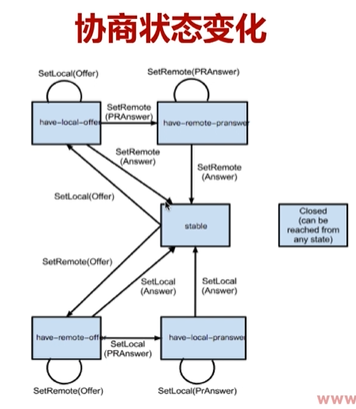 协商状态变化
SetLocal(Offer)
SetRemote(PRAnswer)
have-local-offer
SetRemote
(PRAnswer)
have-remote-pranswer
SetRemote
(Answer)
SetRemote
(Answer)
SetLocal(Offer)
stable
Closed
(can be
reached from
any state)
SetRemote(Offer)
SetLocal
(Answer)
SetLocal
(Answer)
have-remote-off
SetLocal
(PRAnswer)
have-local-pranswer
SetRemote(Offer)
SetLocal(PrAnswer)
www